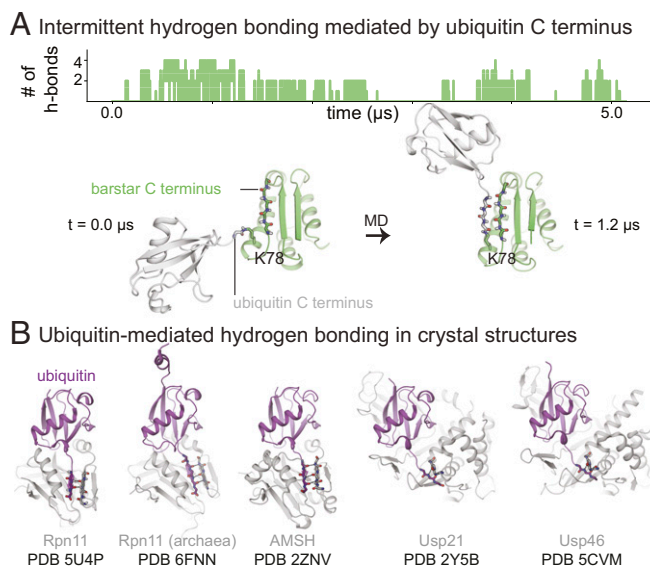 A Intermittent hydrogen bonding mediated by ubiquitin C terminus
# of
h-bonds
4
2
0.0
time (µs)
5.0
barstar C terminus
t = 0.0 µs
MD
t = 1.2 µs
K78
K78
ubiquitin C terminus
B Ubiquitin-mediated hydrogen bonding in crystal structures
ubiquitin
Rpn11 Rpn11 (archaea) AMSH Usp21 Usp46
PDB 5U4P PDB 6FNN PDB 2ZNV PDB 2Y5B PDB 5CVM